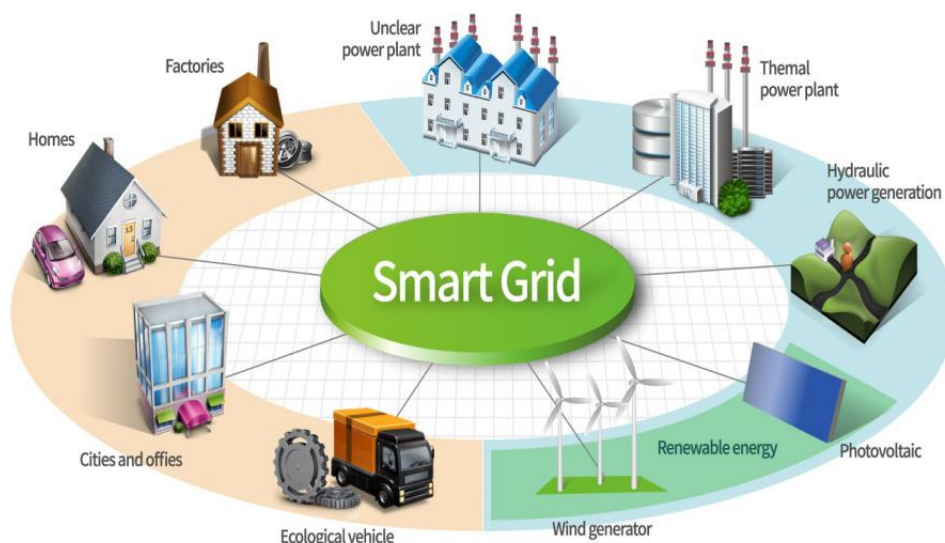 Unclear
power plant
Themal
power plant
Factories
Homes
Hydraulic
power generation
Smart Grid
Cities and offies
Renewable energy
Photovoltaic
Ecological vehicle
Wind generator